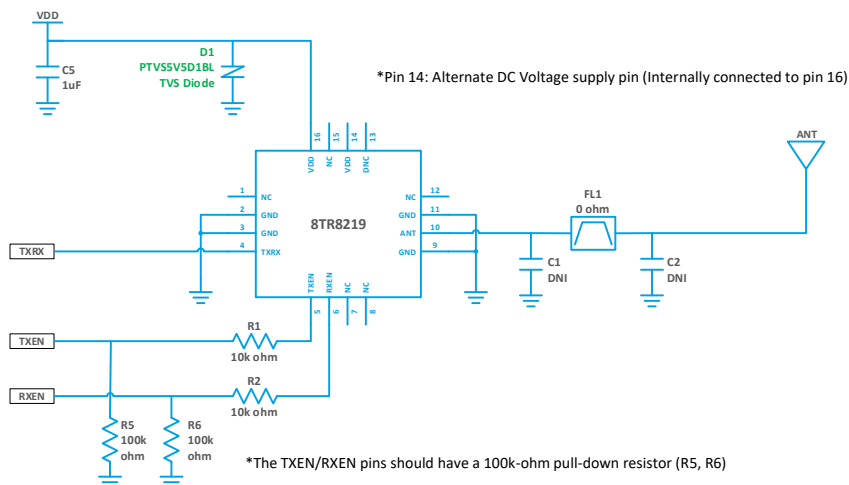 VDD
C5
1uF
D1
PTVS5V5D1BL
TVS Diode
*Pin 14: Alternate DC Voltage supply pin (Internally connected to pin 16)
ANT
16
15
14
13
VDD
NC
VDD
DNC
1
NC
2
GND
3
GND
4
TXRX
8TR8219
NC
12
GND
11
ANT
10
GND
9
TXEN
RXEN
NC
NC
5
6
7
8
FL1
0 ohm
C1
DNI
C2
DNI
TXRX
TXEN
RXEN
R1
10k ohm
R2
10k ohm
R5
100k
ohm
R6
100k
ohm
*The TXEN/RXEN pins should have a 100k-ohm pull-down resistor (R5, R6)